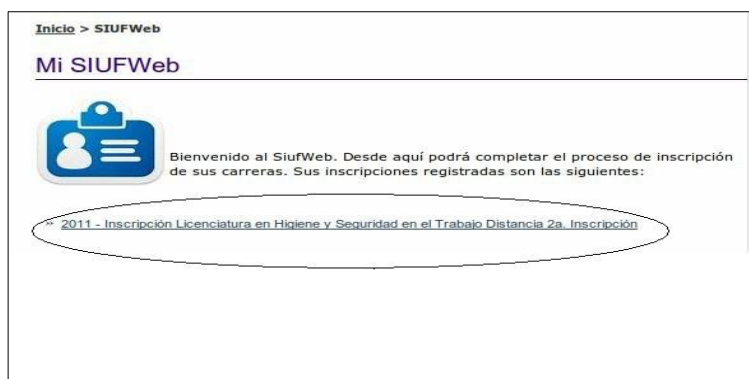 Inicio > SIUFWeb
Mi SIUFWeb
Bienvenido al SiufWeb. Desde aquí podrá completar el proceso de inscripción
de sus carreras. Sus inscripciones registradas son las siguientes:
» 2011 - Inscripción Licenciatura en Higiene y Seguridad en el Trabajo Distancia 2a. Inscripción